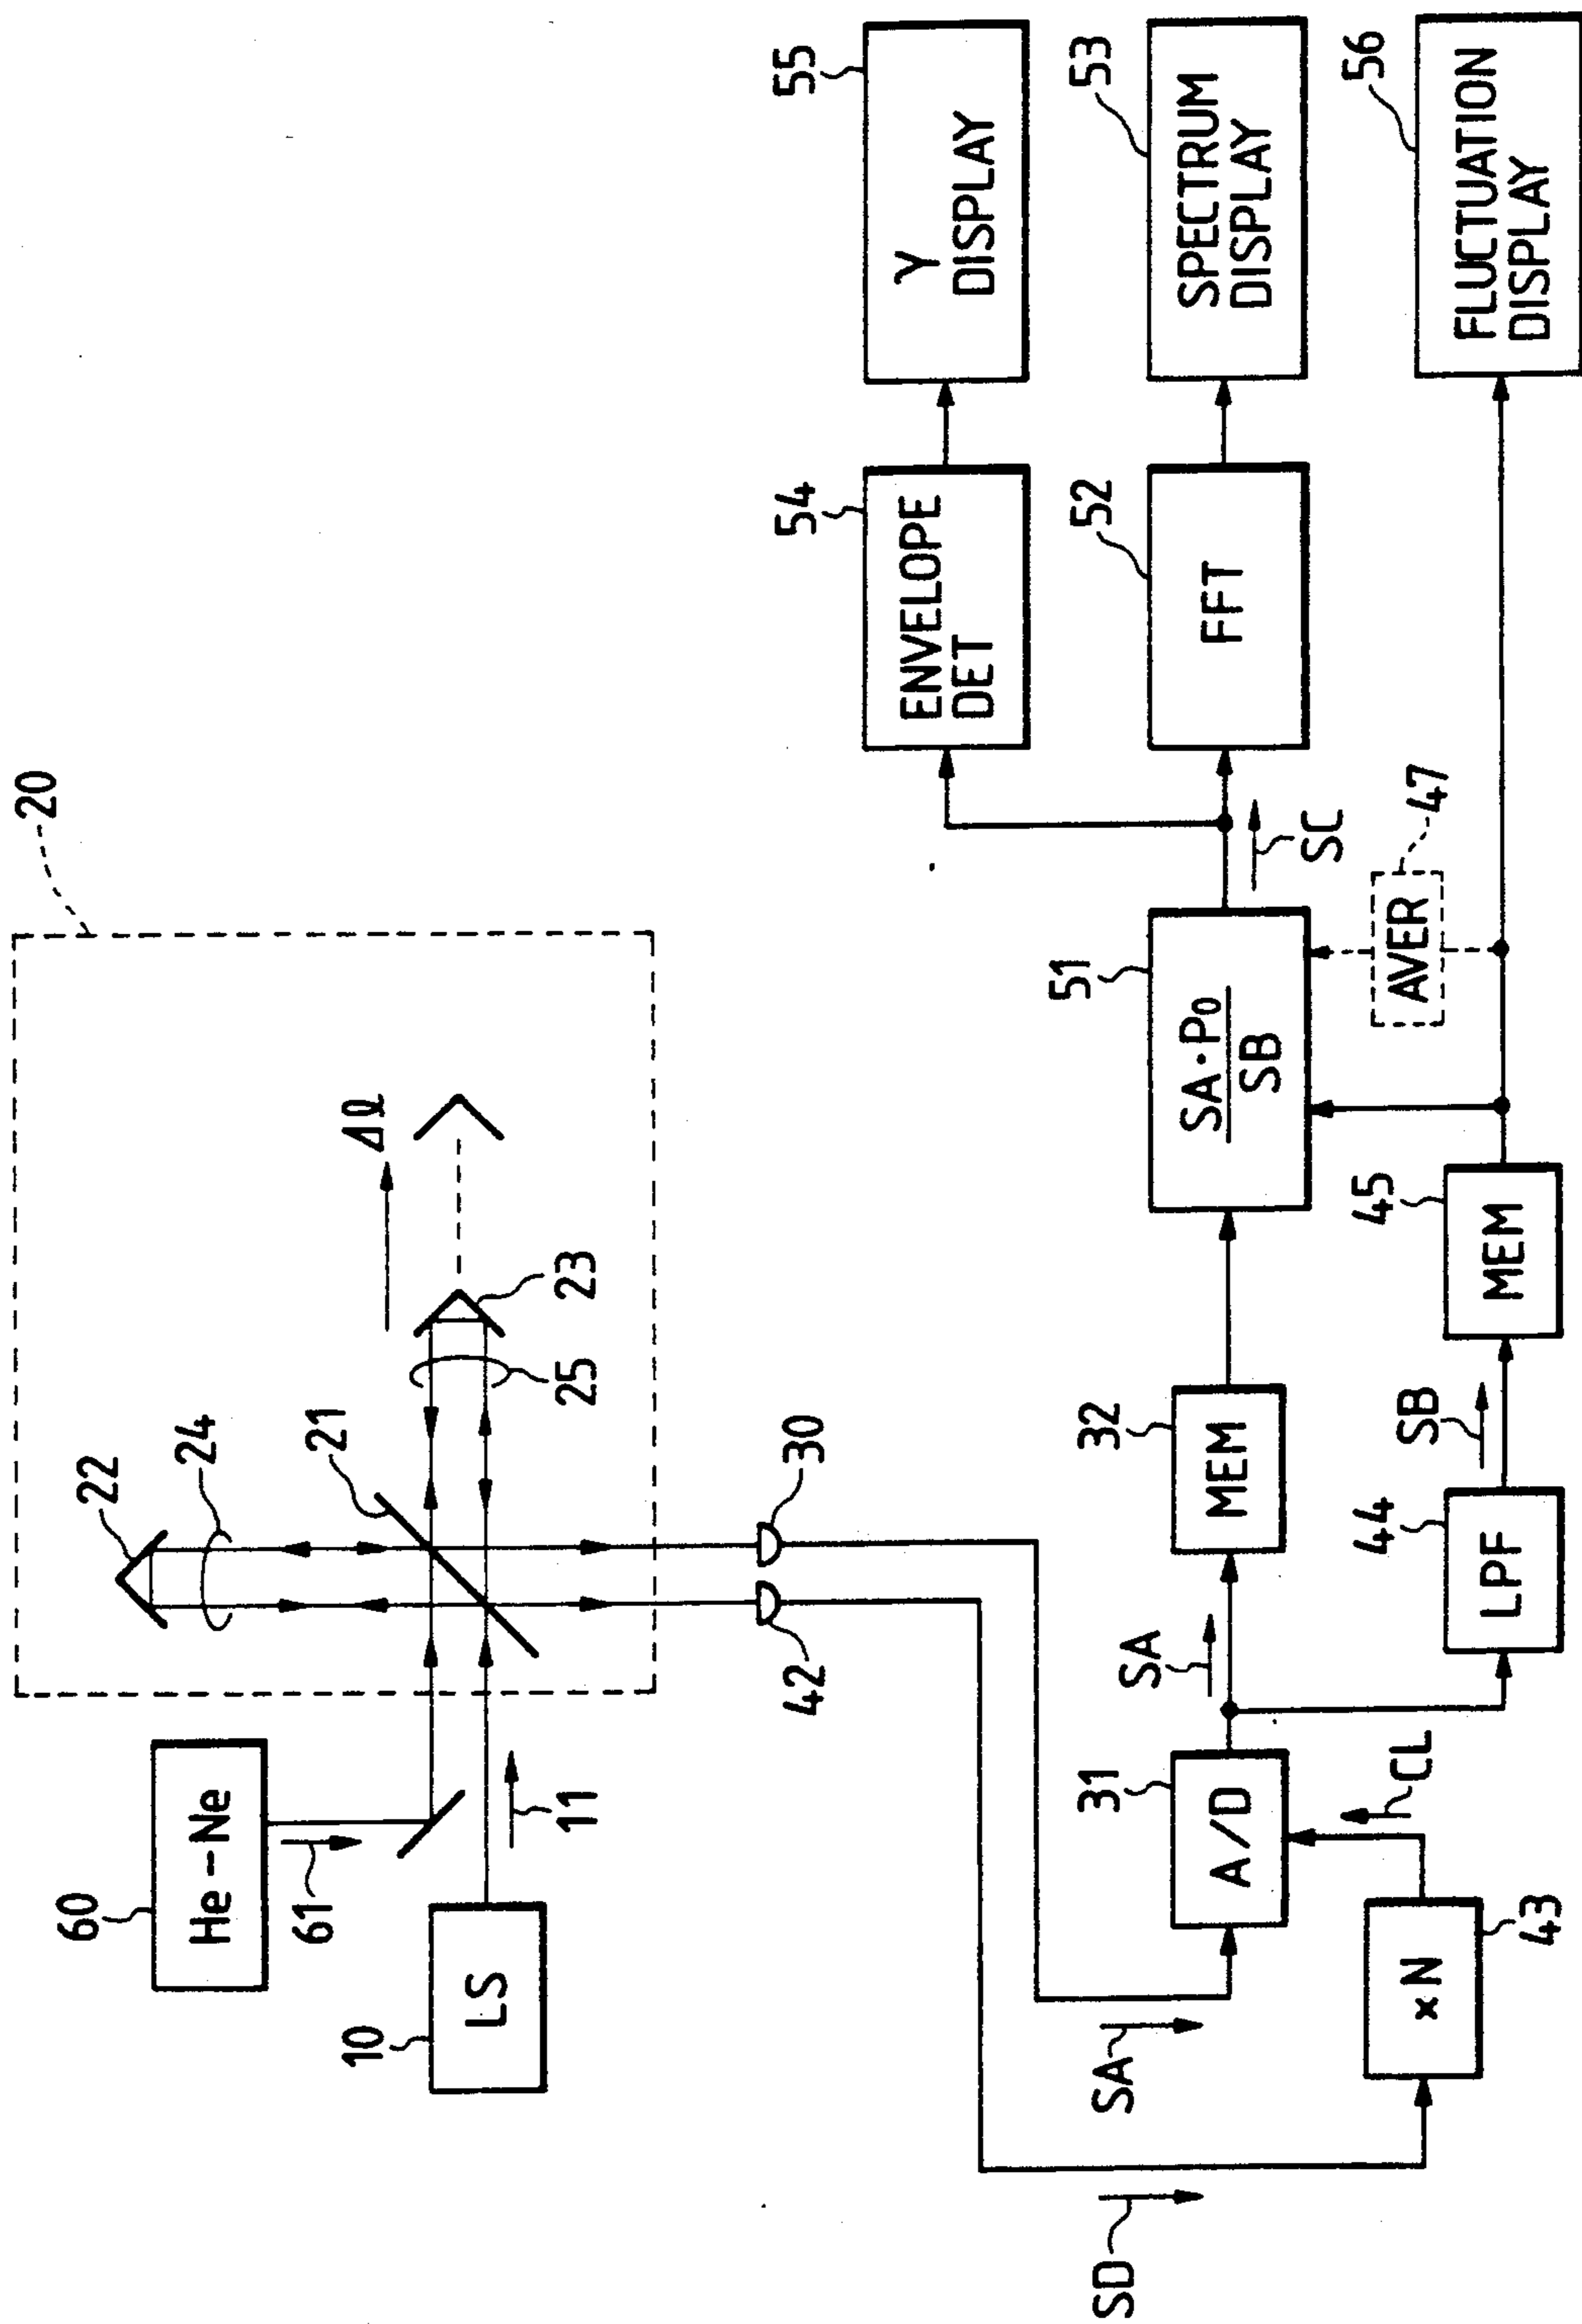 20
22
24
21
Δℓ
23
25
60
He-Ne
61
10
LS
11
42
30
SD
SA
31
A/D
CL
43
×N
SA
32
MEM
44
LPF
SB
45
MEM
51
SA·P₀
SB
AVER
47
SC
54
ENVELOPE
DET
52
FFT
55
Y
DISPLAY
53
SPECTRUM
DISPLAY
56
FLUCTUATION
DISPLAY